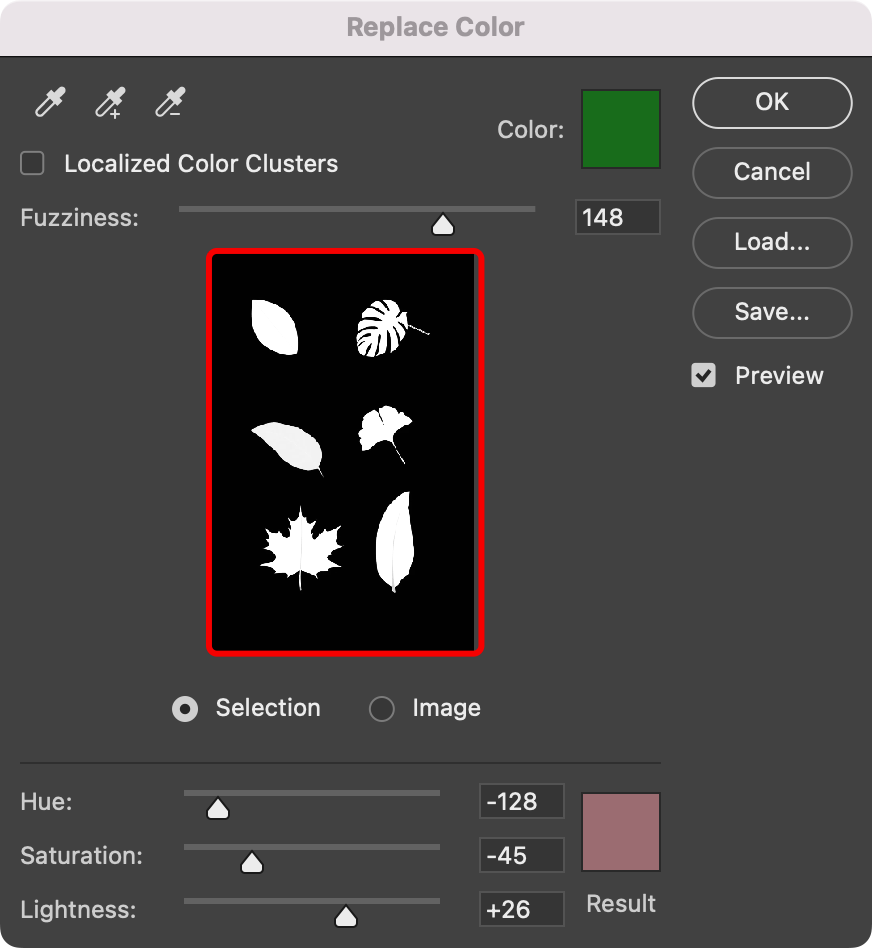 Replace Color
Color:
OK
Localized Color Clusters
Cancel
Fuzziness:
148
Load...
Save...
Preview
Selection
Image
Hue:
-128
Saturation:
-45
Lightness:
+26
Result